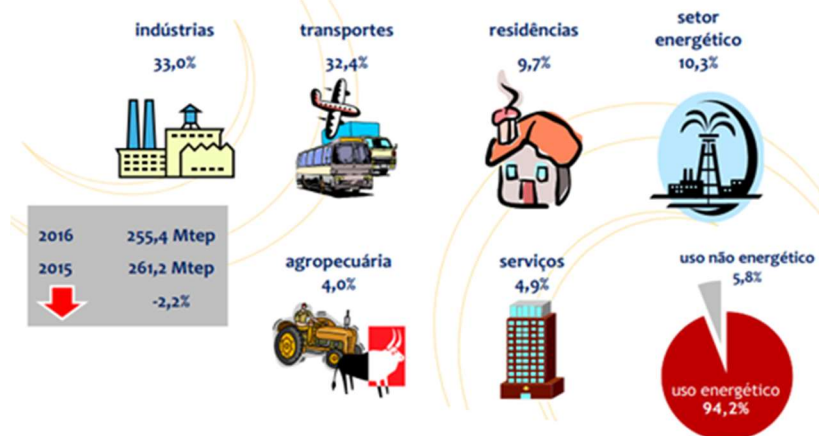 indústrias
33,0%
transportes
32,4%
residências
9,7%
setor
energético
10,3%
2016 255,4 Mtep
2015 261,2 Mtep
-2,2%
agropecuária
4,0%
serviços
4,9%
uso não energético
5,8%
uso energético
94,2%